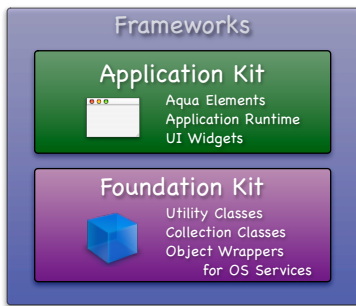 Frameworks
Application Kit
Aqua Elements
Application Runtime
UI Widgets
Foundation Kit
Utility Classes
Collection Classes
Object Wrappers
for OS Services